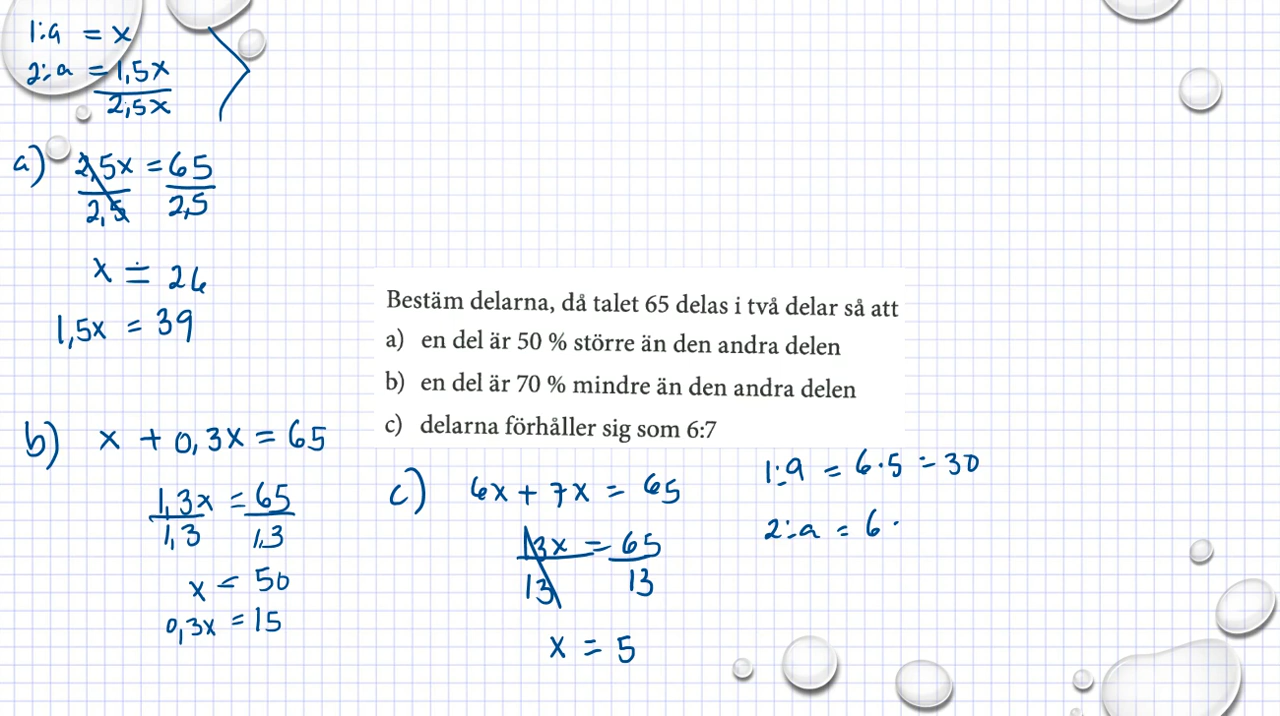 1:a = x
2:a = 1,5x
2,5x
a) 2,5x = 65
2,5 2,5
x = 26
1,5x = 39
Bestäm delarna, då talet 65 delas i två delar så att
a) en del är 50 % större än den andra delen
b) en del är 70 % mindre än den andra delen
c) delarna förhåller sig som 6:7
b) x + 0,3x = 65
1,3x = 65
1,3 1,3
x = 50
0,3x = 15
c) 6x + 7x = 65
13x = 65
13 13
x = 5
1:a = 6·5 = 30
2:a = 6·